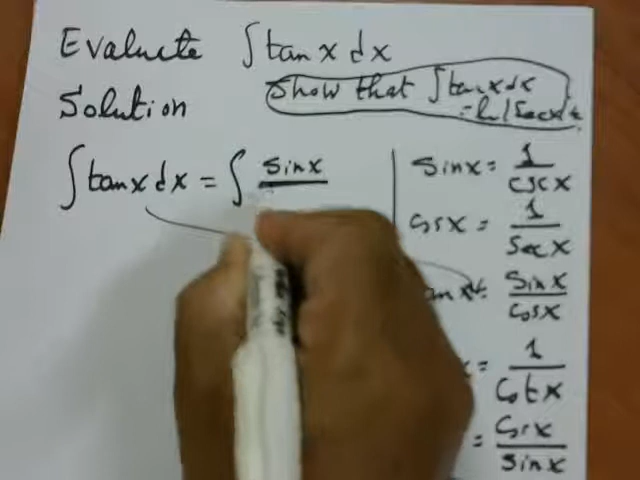 Evaluate ∫tan x dx
Show that ∫tan x dx
= ln|Sec x|+
Solution
∫tan x dx = ∫ sin x
Sin x = 1 / csc x
cos x = 1 / Sec x
an x = Sin x / cos x
x = 1 / Cot x
= Cos x / Sin x